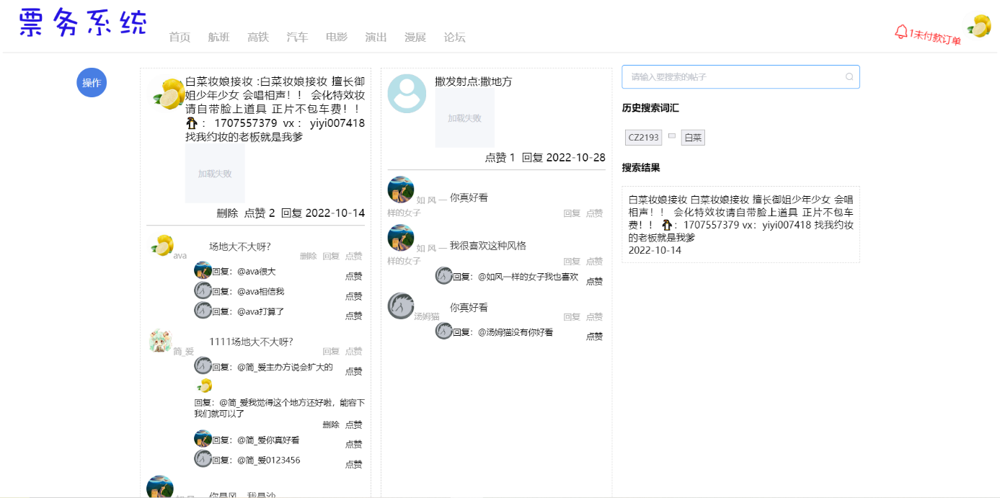 票务系统
首页 航班 高铁 汽车 电影 演出 漫展 论坛
1未付款订单
操作
白菜妆娘接妆 :白菜妆娘接妆 擅长御
姐少年少女 会唱相声！！ 会化特效妆
请自带脸上道具 正片不包车费！！
🐧：1707557379 vx：yiyi007418
找我约妆的老板就是我爹
加载失败
删除 点赞 2 回复 2022-10-14
ava
场地大不大呀?
删除 回复 点赞
回复：@ava很大
点赞
回复：@ava相信我
点赞
回复：@ava打算了
点赞
简_爱
1111场地大不大呀?
回复 点赞
回复：@简_爱主办方说会扩大的
点赞
回复：@简_爱我觉得这个地方还好啦，能容下
我们就可以了
删除 点赞
回复：@简_爱你真好看
点赞
回复：@简_爱0123456
点赞
撒发射点:撒地方
加载失败
点赞 1 回复 2022-10-28
如 风 一
样的女子
你真好看
回复 点赞
如 风 一
样的女子
我很喜欢这种风格
回复 点赞
回复：@如风一样的女子我也喜欢
点赞
汤姆猫
你真好看
回复 点赞
回复：@汤姆猫没有你好看
点赞
请输入要搜索的帖子
历史搜索词汇
CZ2193
白菜
搜索结果
白菜妆娘接妆 白菜妆娘接妆 擅长御姐少年少女 会唱
相声！！ 会化特效妆请自带脸上道具 正片不包车
费！！ 🐧：1707557379 vx：yiyi007418 找我约妆
的老板就是我爹
2022-10-14